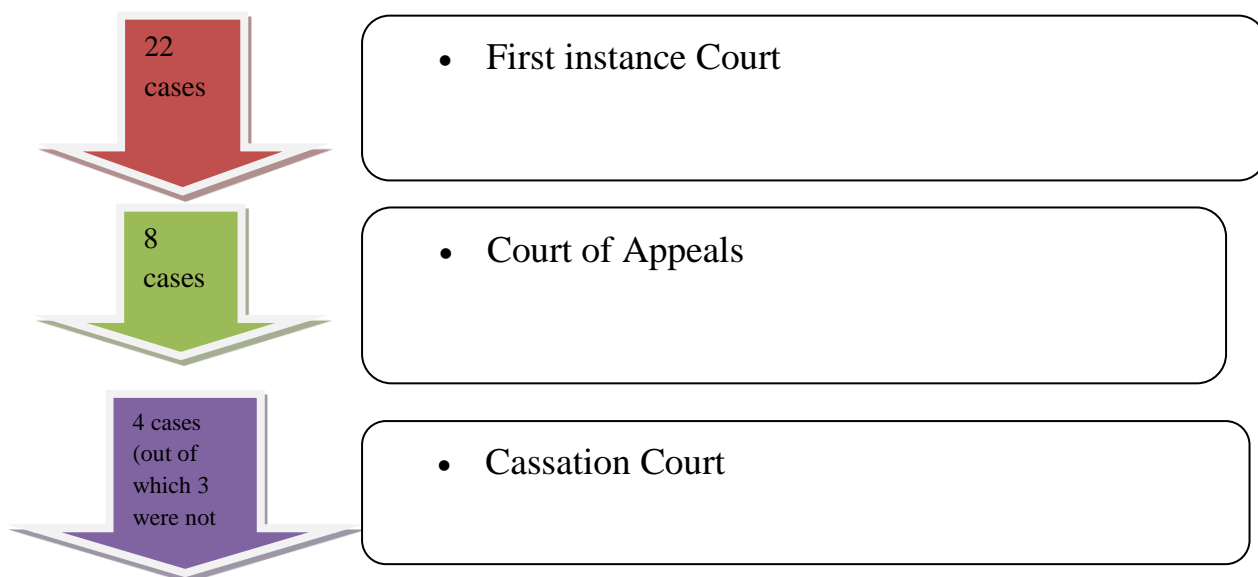 22
cases
• First instance Court
8
cases
• Court of Appeals
4 cases
(out of
which 3
were not
• Cassation Court